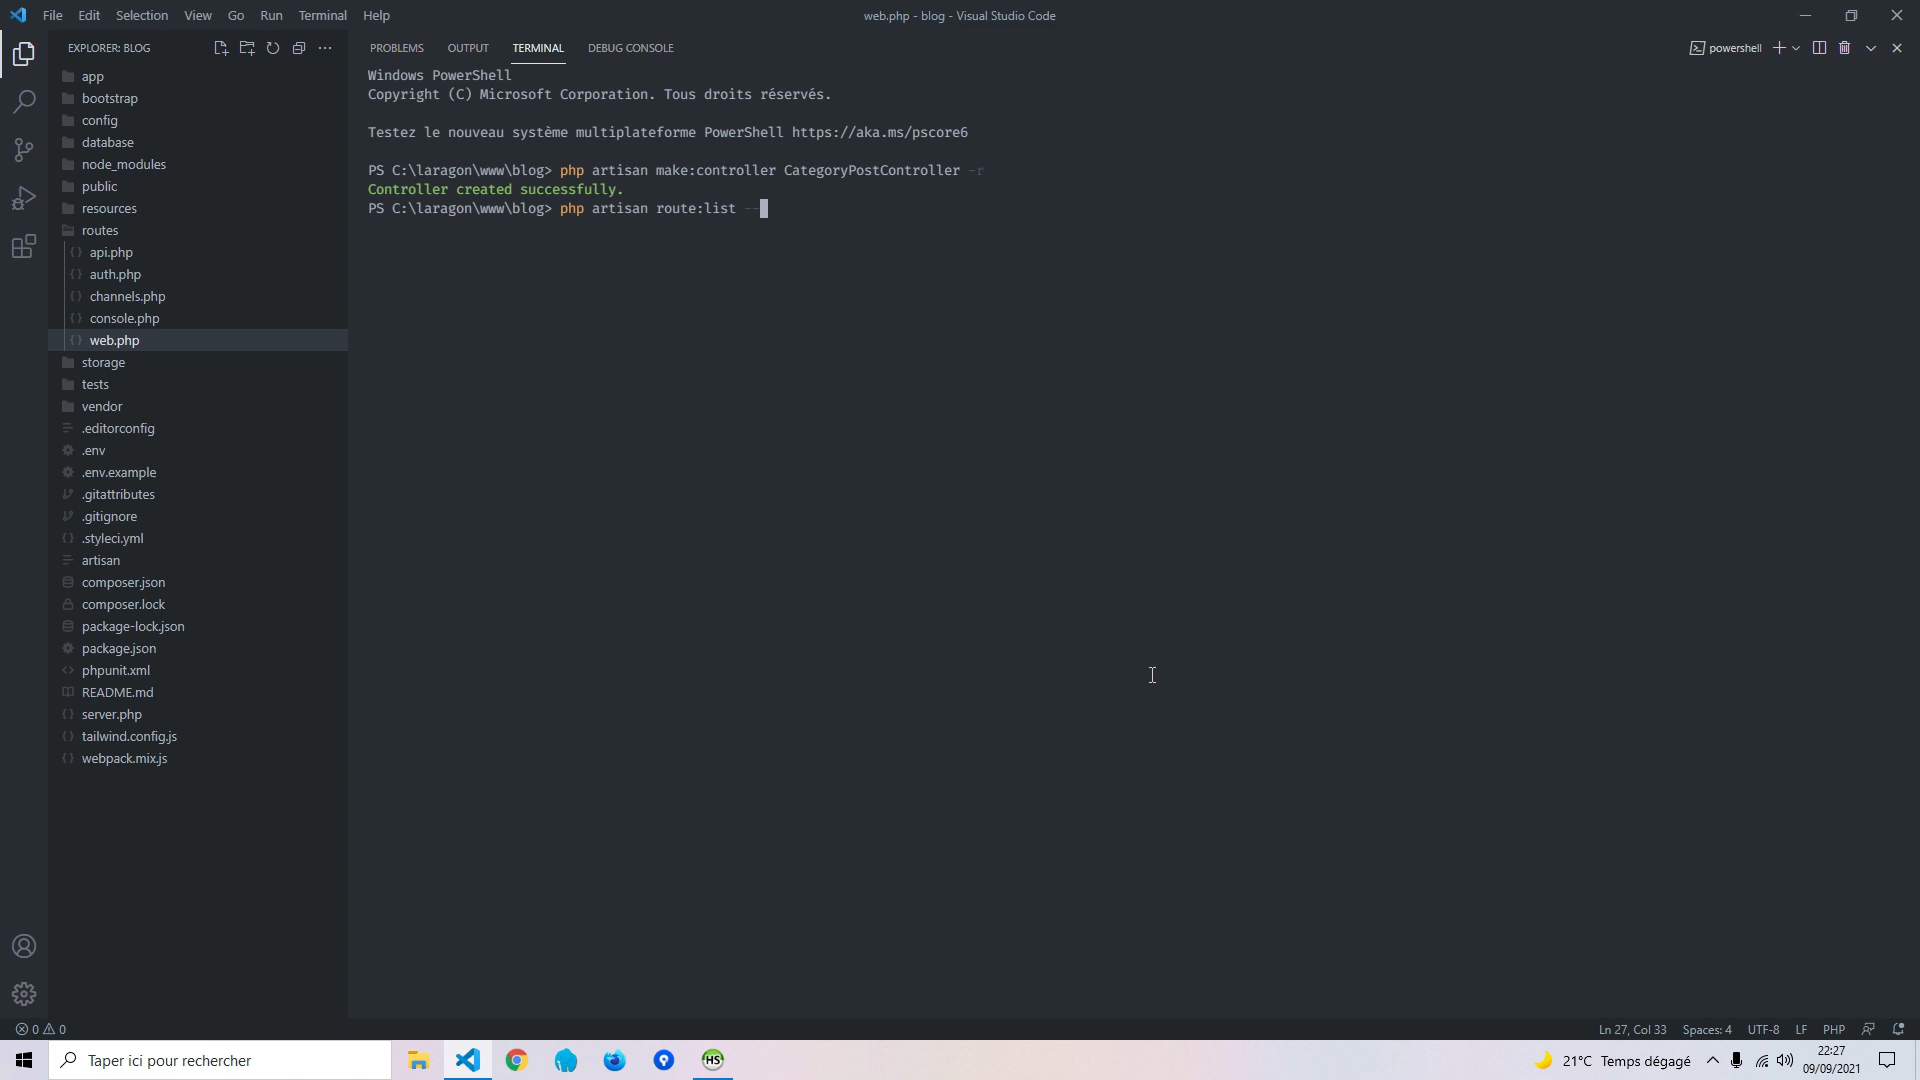 File Edit Selection View Go Run Terminal Help
web.php - blog - Visual Studio Code
EXPLORER: BLOG
app
bootstrap
config
database
node_modules
public
resources
routes
api.php
auth.php
channels.php
console.php
web.php
storage
tests
vendor
.editorconfig
.env
.env.example
.gitattributes
.gitignore
.styleci.yml
artisan
composer.json
composer.lock
package-lock.json
package.json
phpunit.xml
README.md
server.php
tailwind.config.js
webpack.mix.js
PROBLEMS OUTPUT TERMINAL DEBUG CONSOLE
powershell
Windows PowerShell
Copyright (C) Microsoft Corporation. Tous droits réservés.
Testez le nouveau système multiplateforme PowerShell https://aka.ms/pscore6
PS C:\laragon\www\blog> php artisan make:controller CategoryPostController -r
Controller created successfully.
PS C:\laragon\www\blog> php artisan route:list --
0 0
Ln 27, Col 33 Spaces: 4 UTF-8 LF PHP
Taper ici pour rechercher
HS
21°C Temps dégagé
22:27
09/09/2021